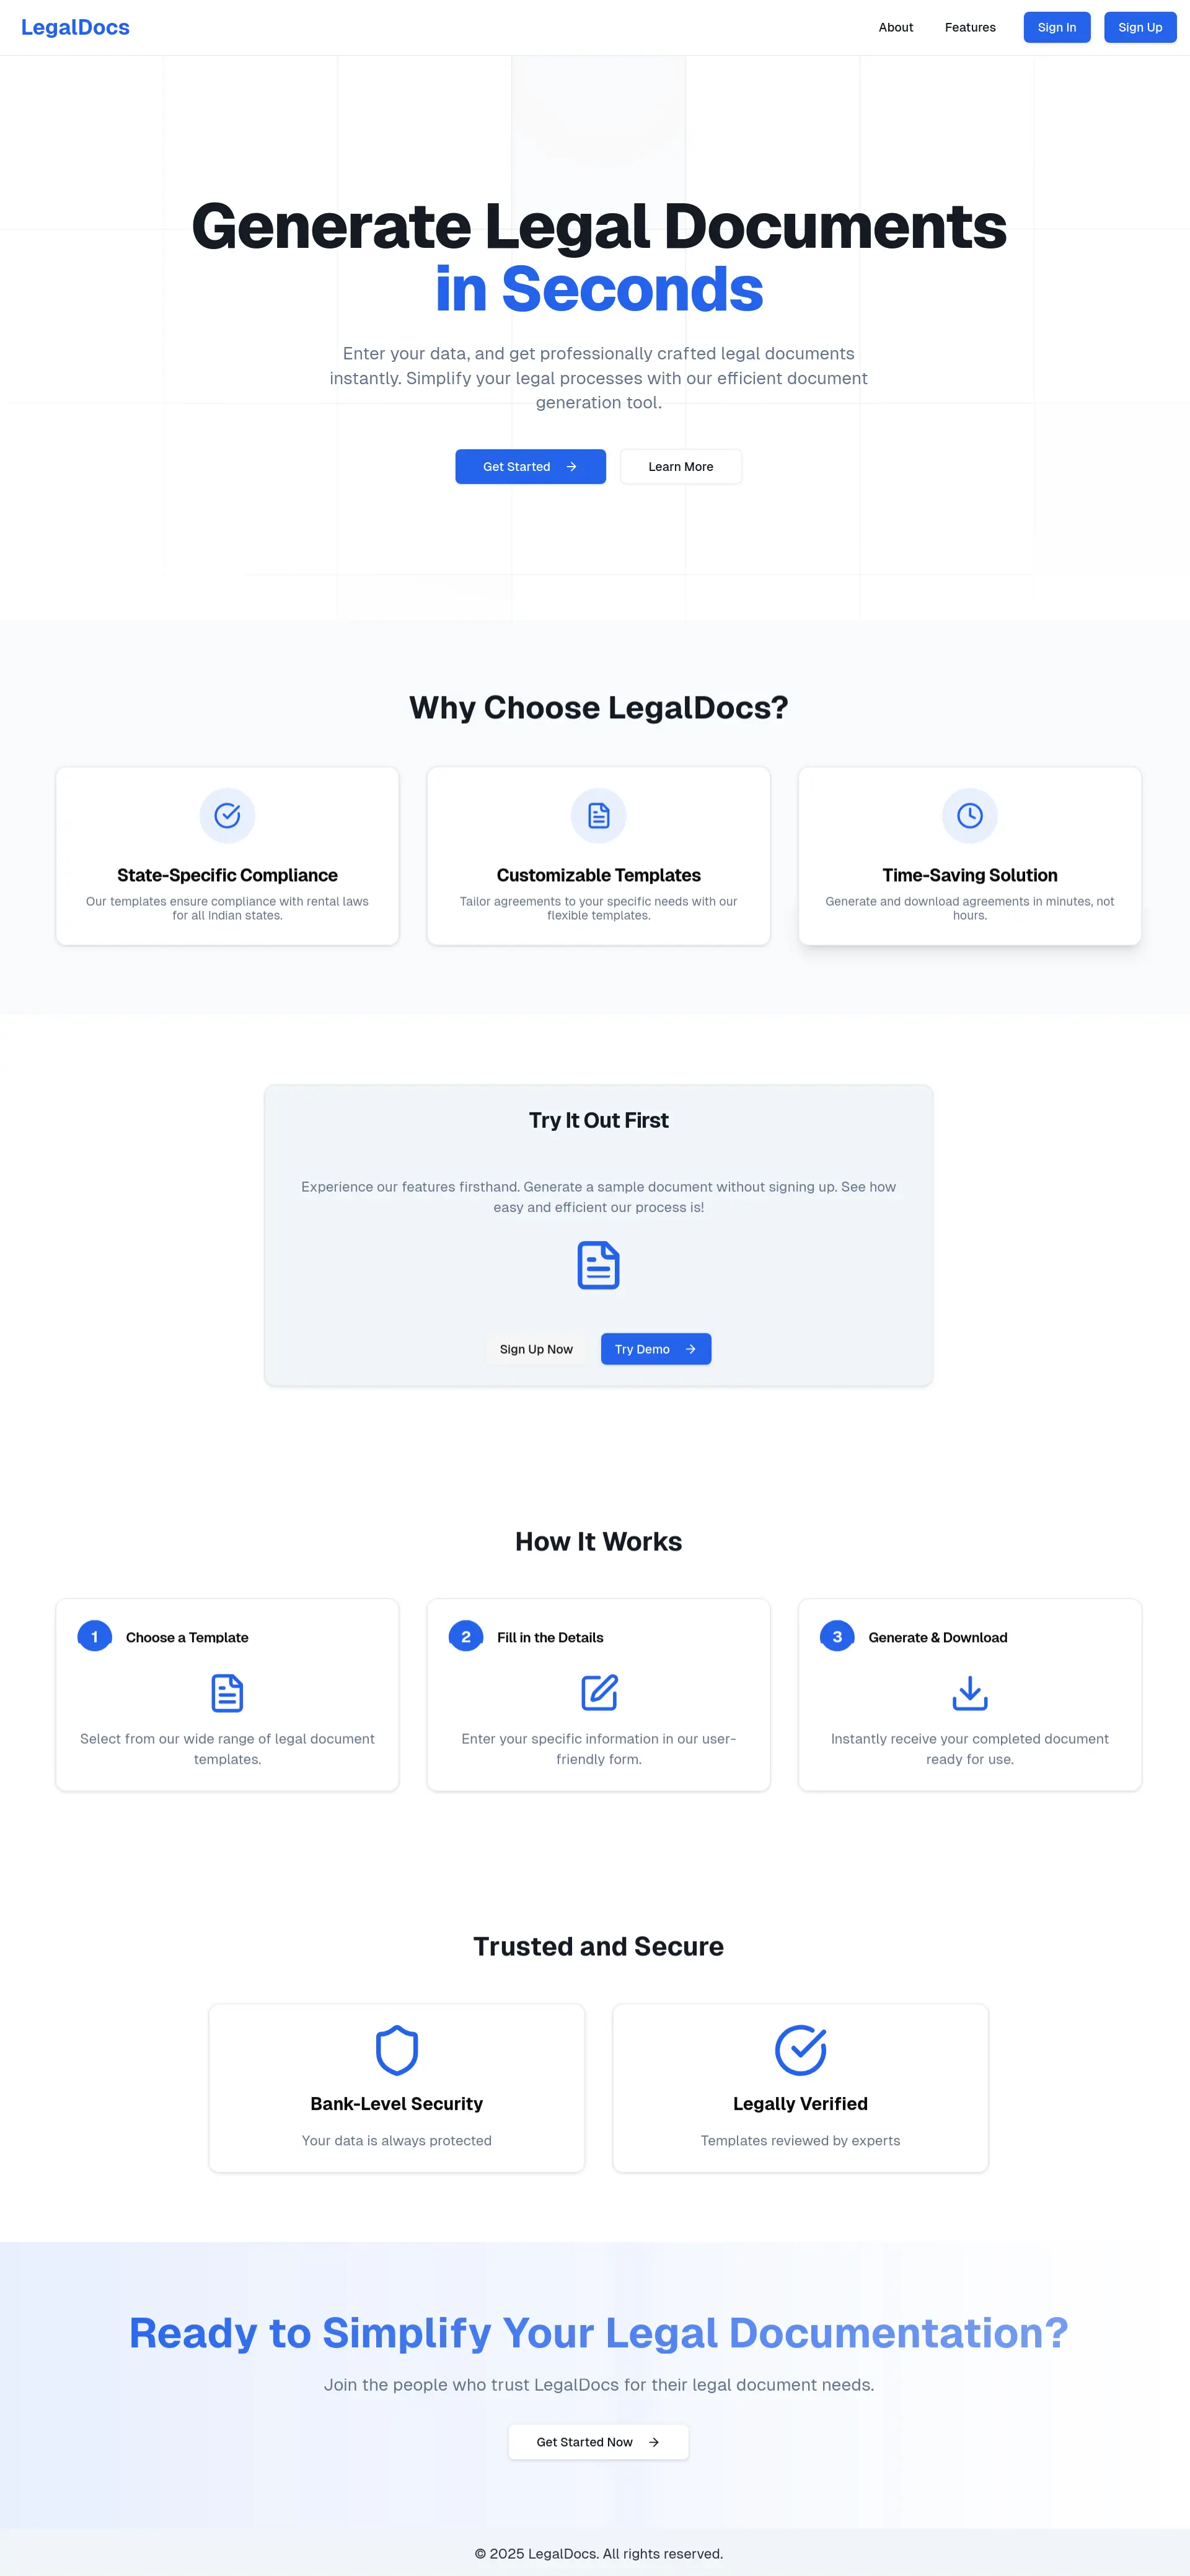 LegalDocs
About
Features
Sign In
Sign Up
Generate Legal Documents
in Seconds
Enter your data, and get professionally crafted legal documents
instantly. Simplify your legal processes with our efficient document
generation tool.
Get Started
Learn More
Why Choose LegalDocs?
State-Specific Compliance
Our templates ensure compliance with rental laws
for all Indian states.
Customizable Templates
Tailor agreements to your specific needs with our
flexible templates.
Time-Saving Solution
Generate and download agreements in minutes, not
hours.
Try It Out First
Experience our features firsthand. Generate a sample document without signing up. See how
easy and efficient our process is!
Sign Up Now
Try Demo
How It Works
1 Choose a Template
Select from our wide range of legal document
templates.
2 Fill in the Details
Enter your specific information in our user-
friendly form.
3 Generate & Download
Instantly receive your completed document
ready for use.
Trusted and Secure
Bank-Level Security
Your data is always protected
Legally Verified
Templates reviewed by experts
Ready to Simplify Your Legal Documentation?
Join the people who trust LegalDocs for their legal document needs.
Get Started Now
© 2025 LegalDocs. All rights reserved.